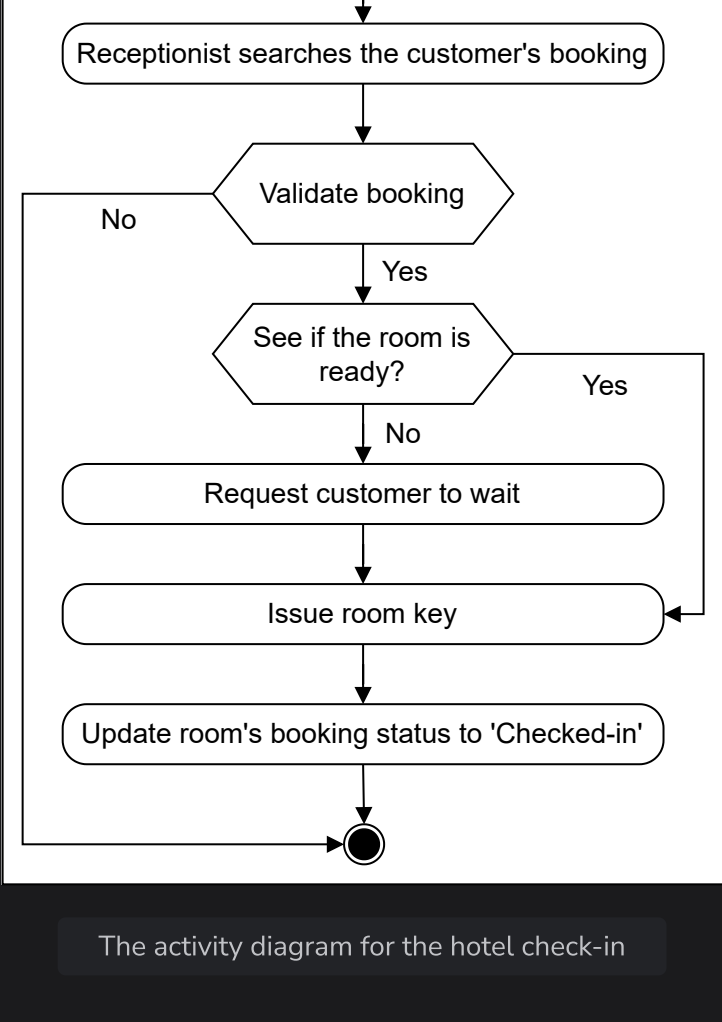 Receptionist searches the customer's booking
Validate booking
No
Yes
See if the room is
ready?
Yes
No
Request customer to wait
Issue room key
Update room's booking status to 'Checked-in'
The activity diagram for the hotel check-in